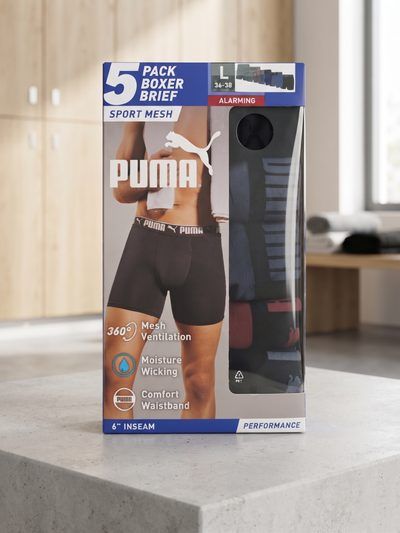 5 PACK
BOXER
BRIEF
L
36-38
ALARMING
SPORT MESH
PUMA
PUMA PUMA
360° Mesh
Ventilation
Moisture
Wicking
PUMA
Comfort
Waistband
6" INSEAM
PERFORMANCE